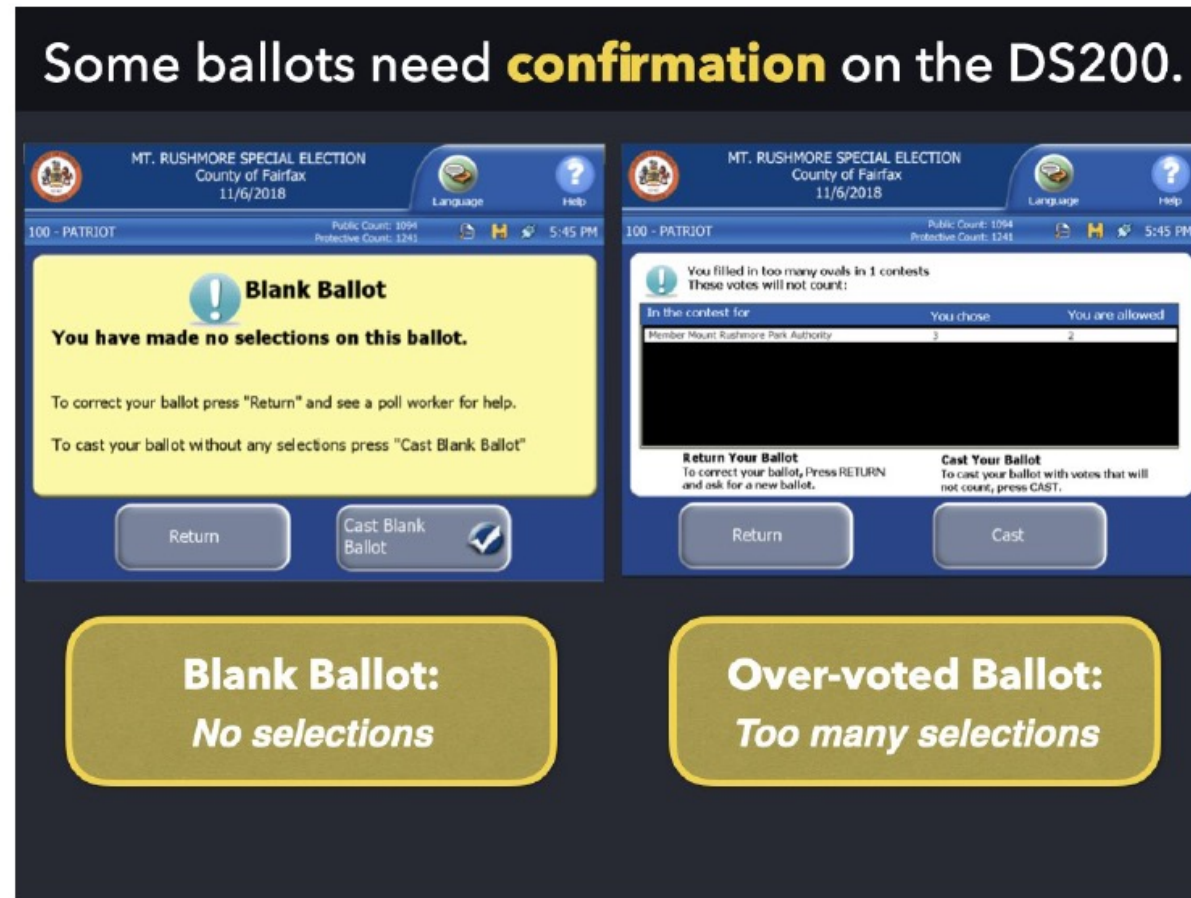 Some ballots need confirmation on the DS200.
MT. RUSHMORE SPECIAL ELECTION
County of Fairfax
11/6/2018
Language
Help
100 - PATRIOT
Public Count: 1094
Protective Count: 1241
5:45 PM
Blank Ballot
You have made no selections on this ballot.
To correct your ballot press "Return" and see a poll worker for help.
To cast your ballot without any selections press "Cast Blank Ballot"
Return
Cast Blank
Ballot
MT. RUSHMORE SPECIAL ELECTION
County of Fairfax
11/6/2018
Language
Help
100 - PATRIOT
Public Count: 1094
Protective Count: 1241
5:45 PM
You filled in too many ovals in 1 contests
These votes will not count:
In the contest for You chose You are allowed
Member Mount Rushmore Park Authority 3 2
Return Your Ballot
To correct your ballot, Press RETURN
and ask for a new ballot.
Cast Your Ballot
To cast your ballot with votes that will
not count, press CAST.
Return
Cast
Blank Ballot:
No selections
Over-voted Ballot:
Too many selections